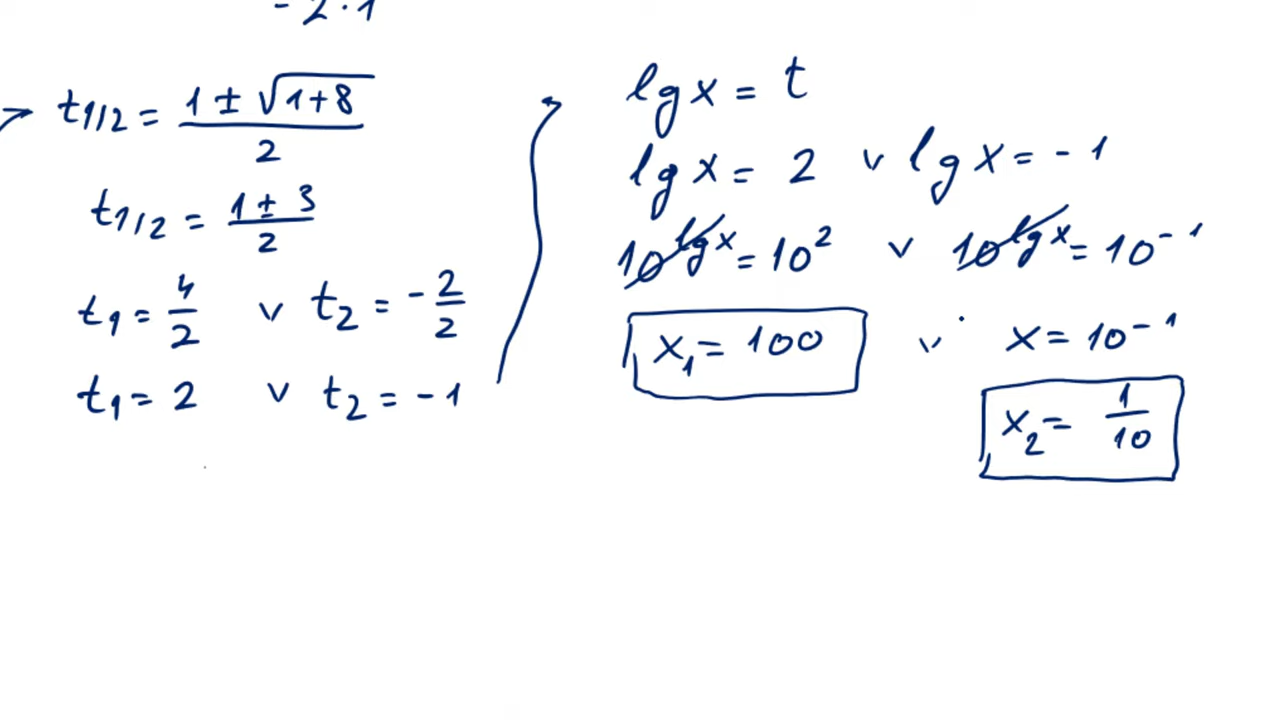 - 2 · 1
t1/2 = (1 ± √(1+8))/2
t1/2 = (1 ± 3)/2
t1 = 4/2 v t2 = -2/2
t1 = 2 v t2 = -1
lg x = t
lg x = 2 v lg x = -1
10^lg x = 10^2 v 10^lg x = 10^-1
x1 = 100 v x = 10^-1
x2 = 1/10